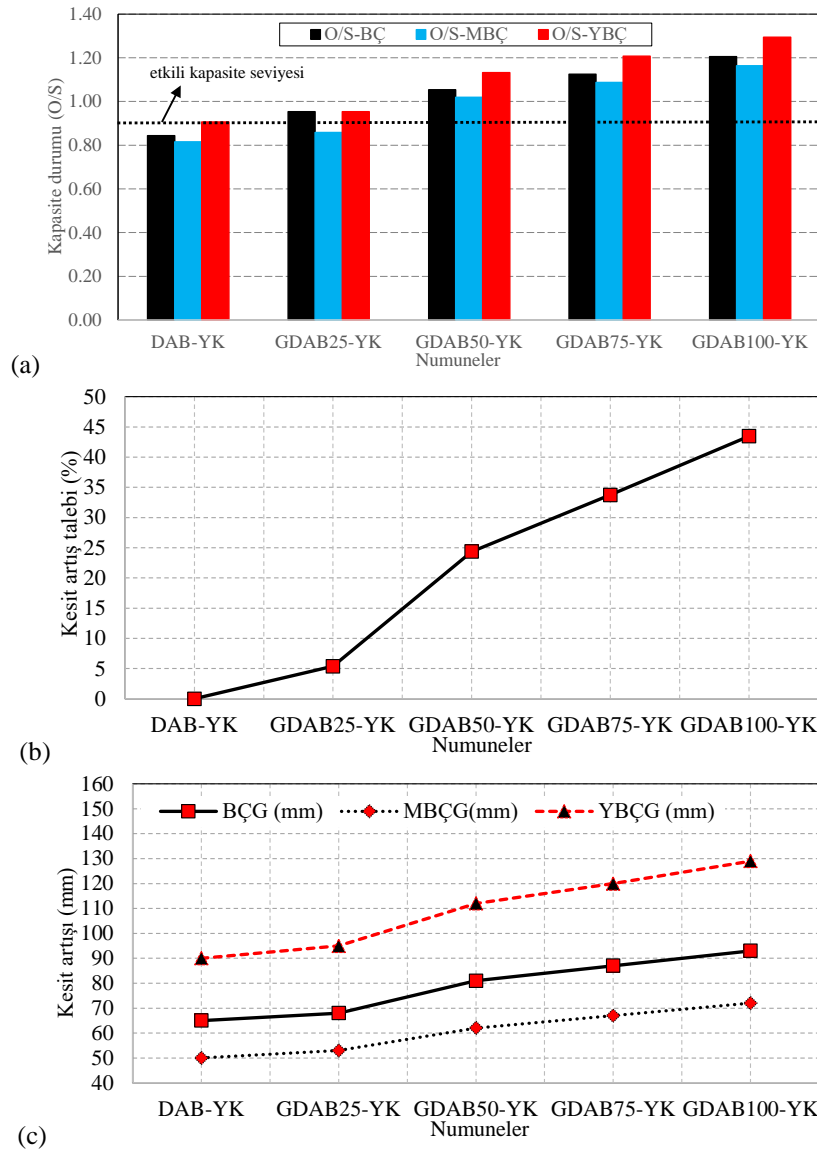 1.40
1.20
1.00
0.80
0.60
0.40
0.20
0.00
Kapasite durumu (O/S)
O/S-BÇ O/S-MBÇ O/S-YBÇ
etkili kapasite seviyesi
DAB-YK GDAB25-YK GDAB50-YK GDAB75-YK GDAB100-YK
Numuneler
(a)
50
45
40
35
30
25
20
15
10
5
0
Kesit artış talebi (%)
DAB-YK GDAB25-YK GDAB50-YK GDAB75-YK GDAB100-YK
Numuneler
(b)
160
150
140
130
120
110
100
90
80
70
60
50
40
Kesit artışı (mm)
BÇG (mm) MBÇG(mm) YBÇG (mm)
DAB-YK GDAB25-YK GDAB50-YK GDAB75-YK GDAB100-YK
Numuneler
(c)